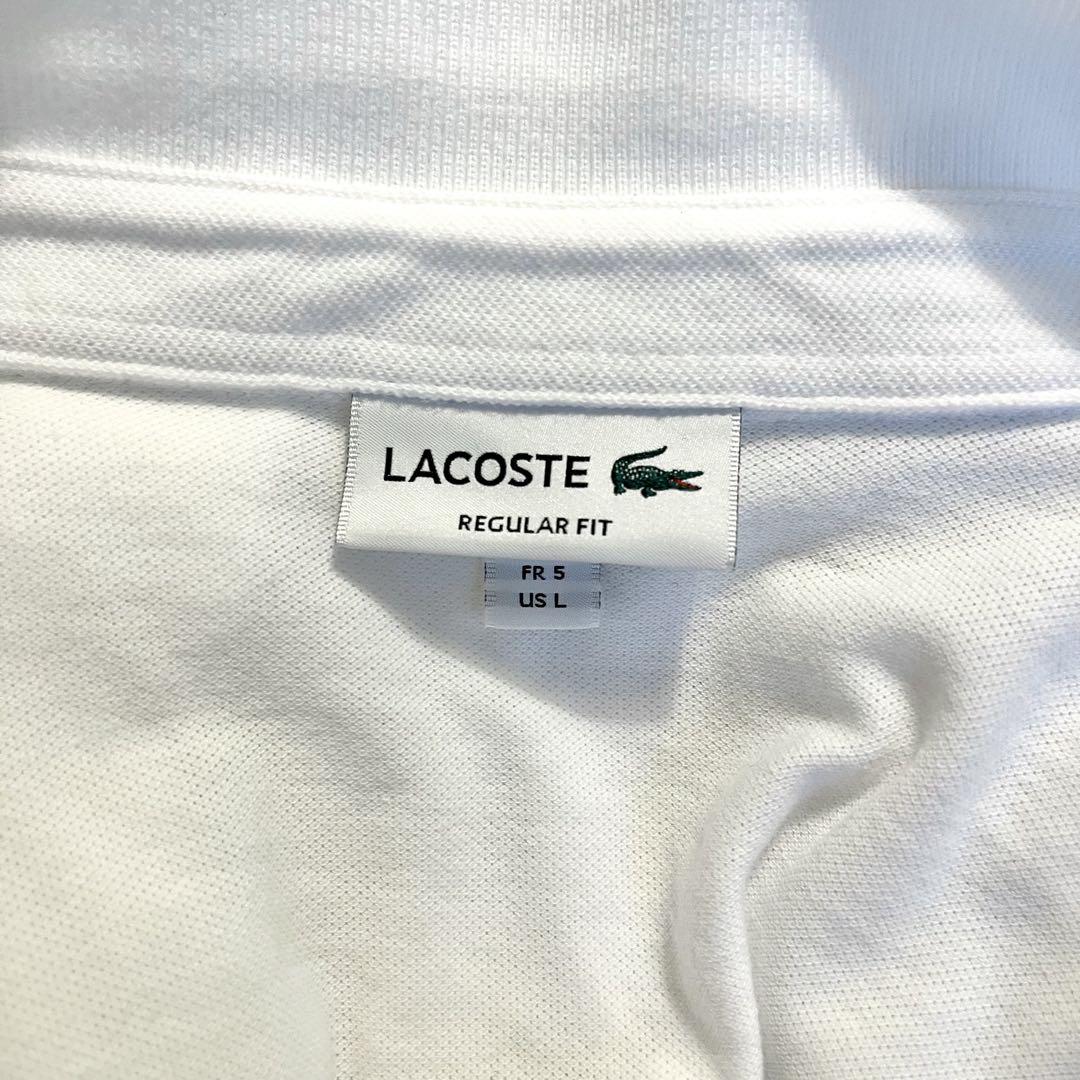 LACOSTE
REGULAR FIT
FR 5
US L